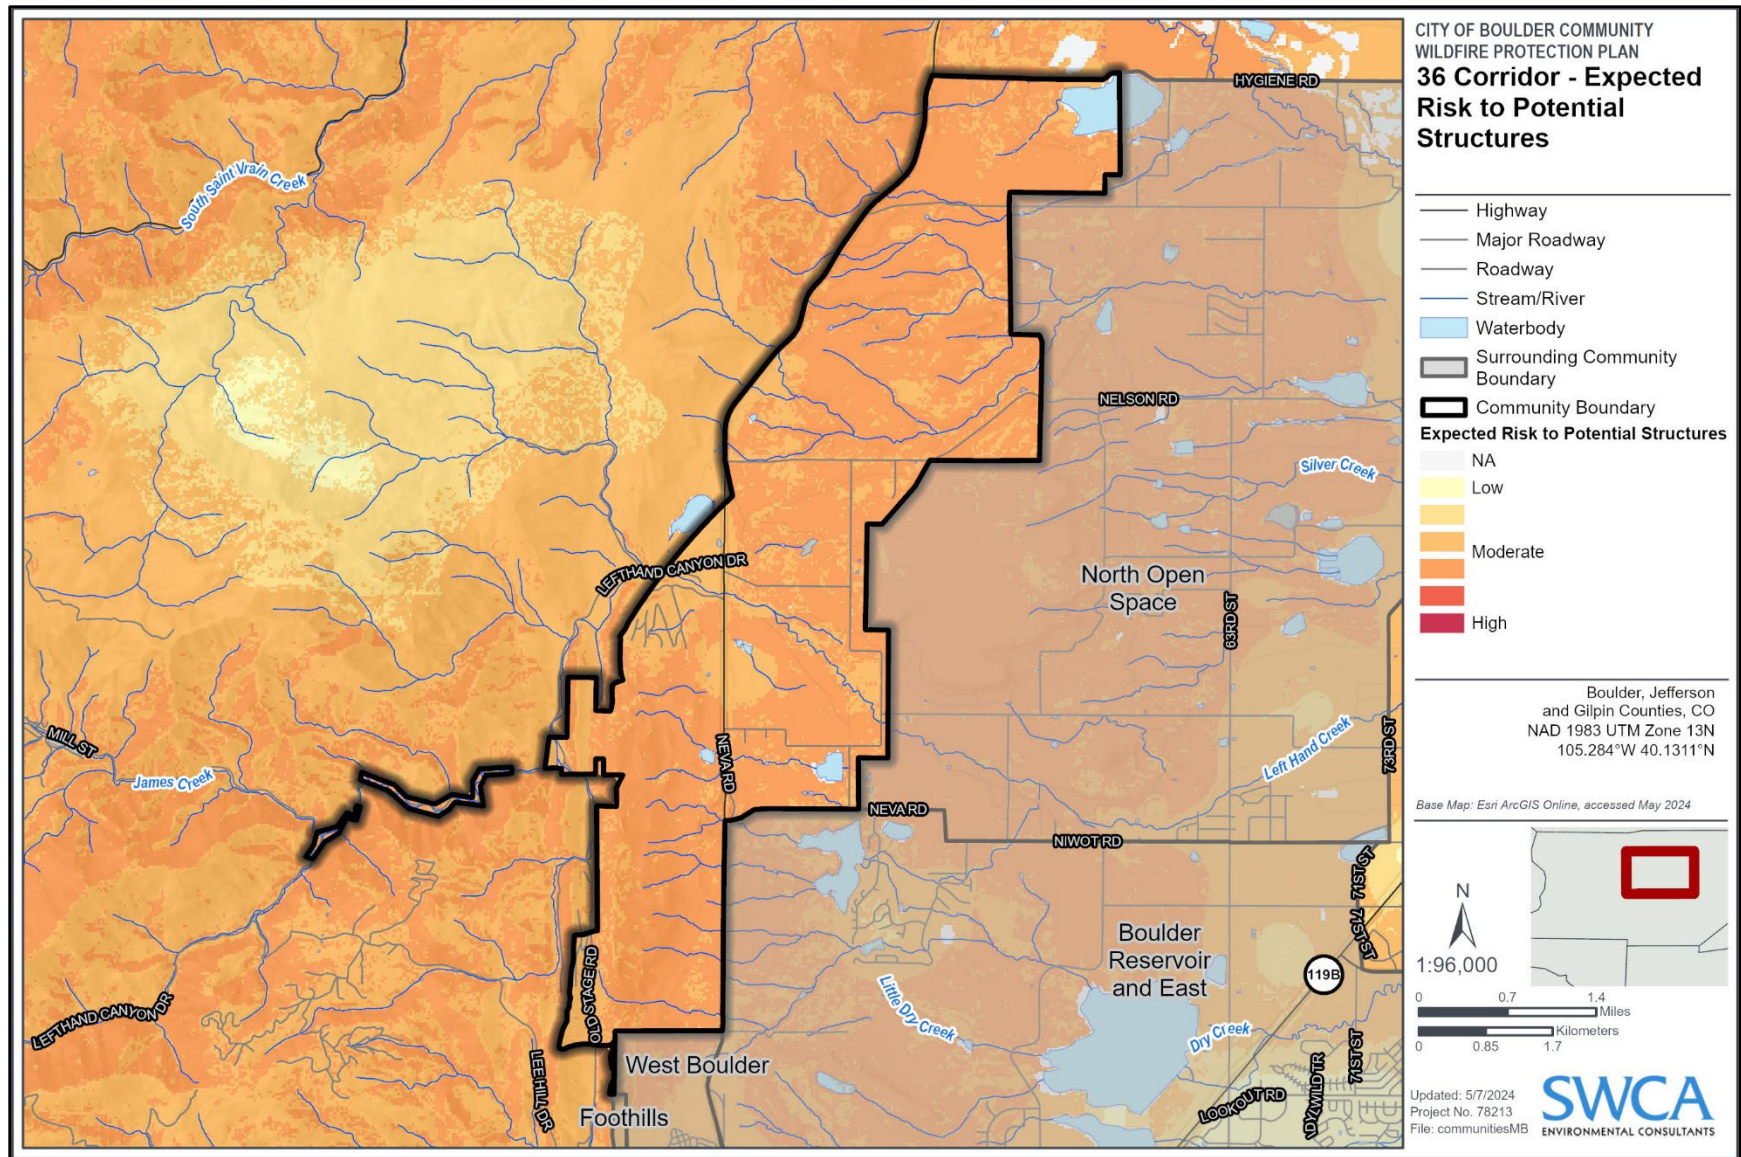 CITY OF BOULDER COMMUNITY
WILDFIRE PROTECTION PLAN
36 Corridor - Expected
Risk to Potential
Structures
Highway
Major Roadway
Roadway
Stream/River
Waterbody
Surrounding Community
Boundary
Community Boundary
Expected Risk to Potential Structures
NA
Low
Moderate
High
Boulder, Jefferson
and Gilpin Counties, CO
NAD 1983 UTM Zone 13N
105.284°W 40.1311°N
Base Map: Esri ArcGIS Online, accessed May 2024
N
1:96,000
0 0.7 1.4
Miles
Kilometers
0 0.85 1.7
Updated: 5/7/2024
Project No. 78213
File: communitiesMB
SWCA
ENVIRONMENTAL CONSULTANTS
HYGIENE RD
South Saint Vrain Creek
NELSON RD
Silver Creek
LEFTHAND CANYON DR
North Open
Space
63RD ST
MILL ST
James Creek
NEVA RD
Left Hand Creek
73RD ST
NEVA RD
NIWOT RD
71ST ST
71ST ST
Boulder
Reservoir
and East
119B
OLD STAGE RD
Little Dry Creek
Dry Creek
LEFTHAND CANYON DR
LEE HILL DR
West Boulder
Foothills
71ST ST
LOOKOUT RD
IDYLWILD TR